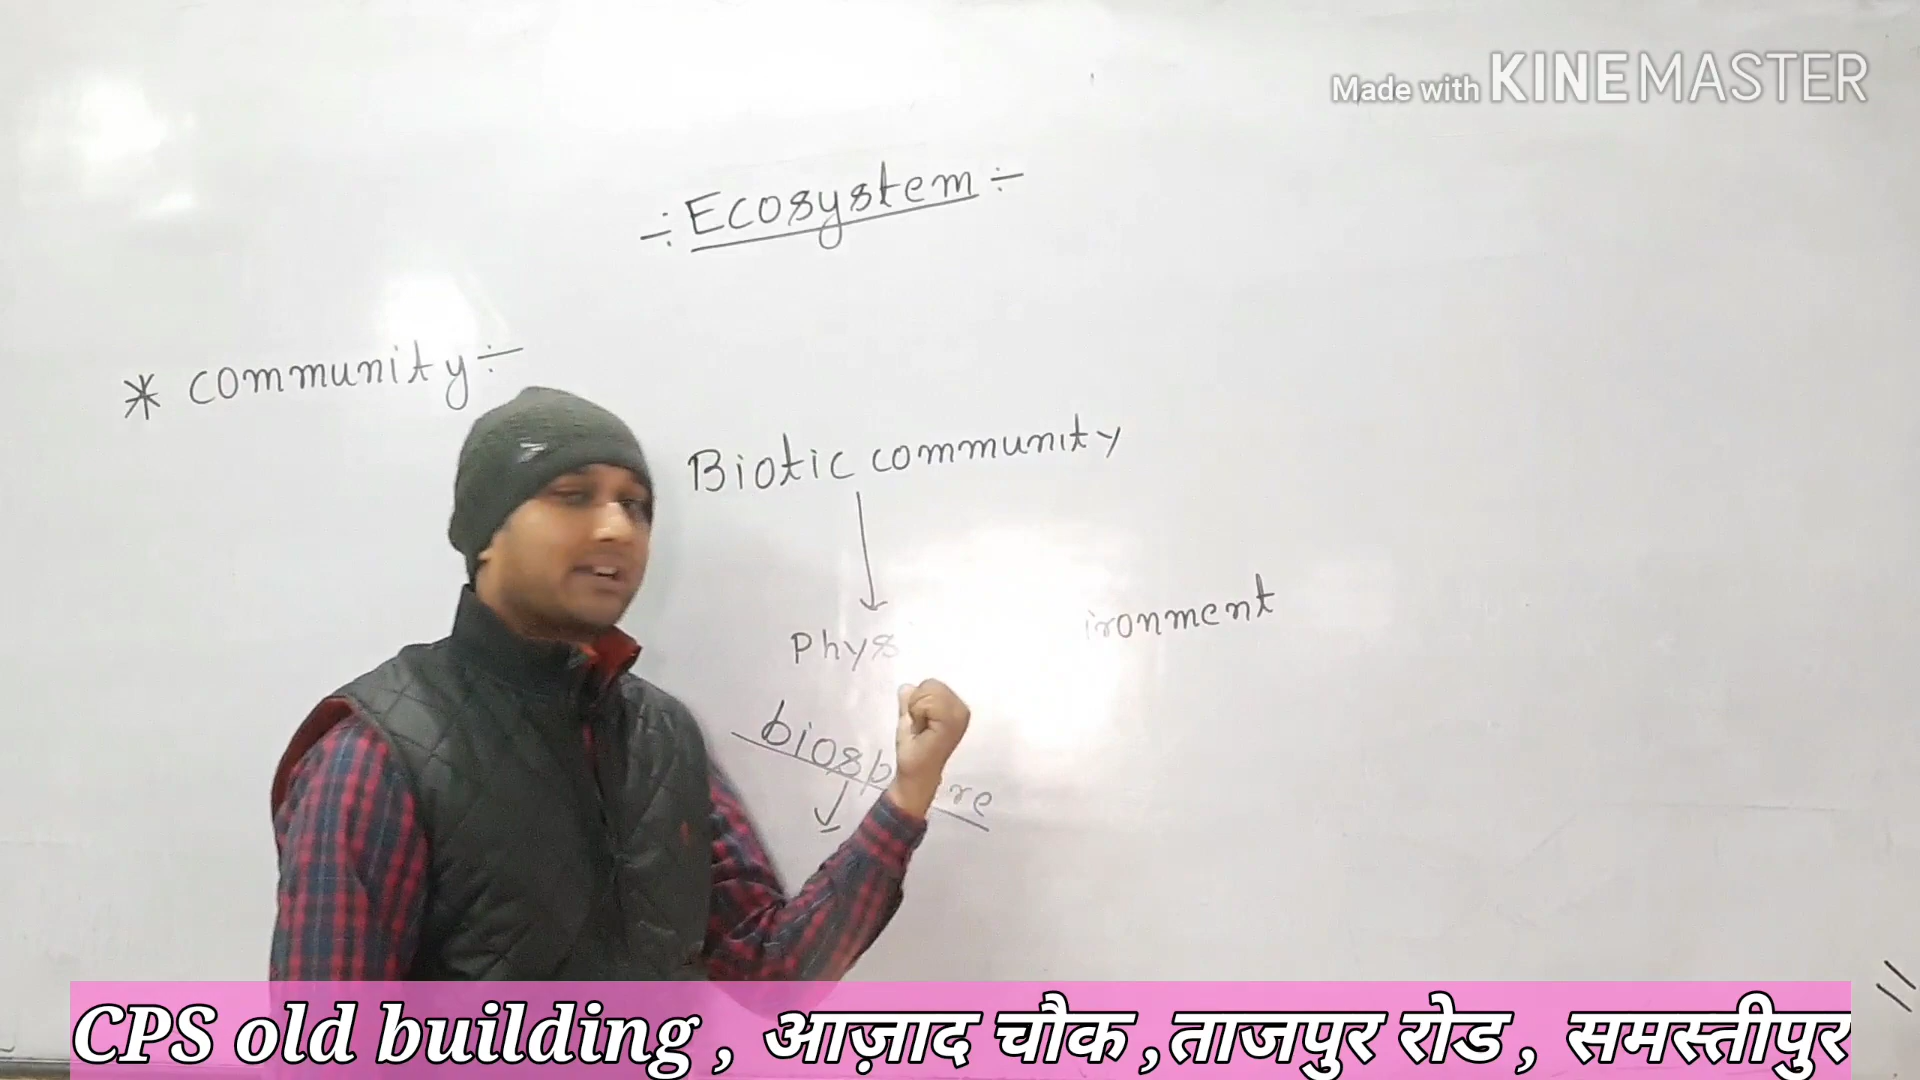 Made with KINEMASTER
÷ Ecosystem ÷
* community ÷
Biotic community
Phys ironment
CPS old building , आज़ाद चौक ,ताजपुर रोड , समस्तीपुर